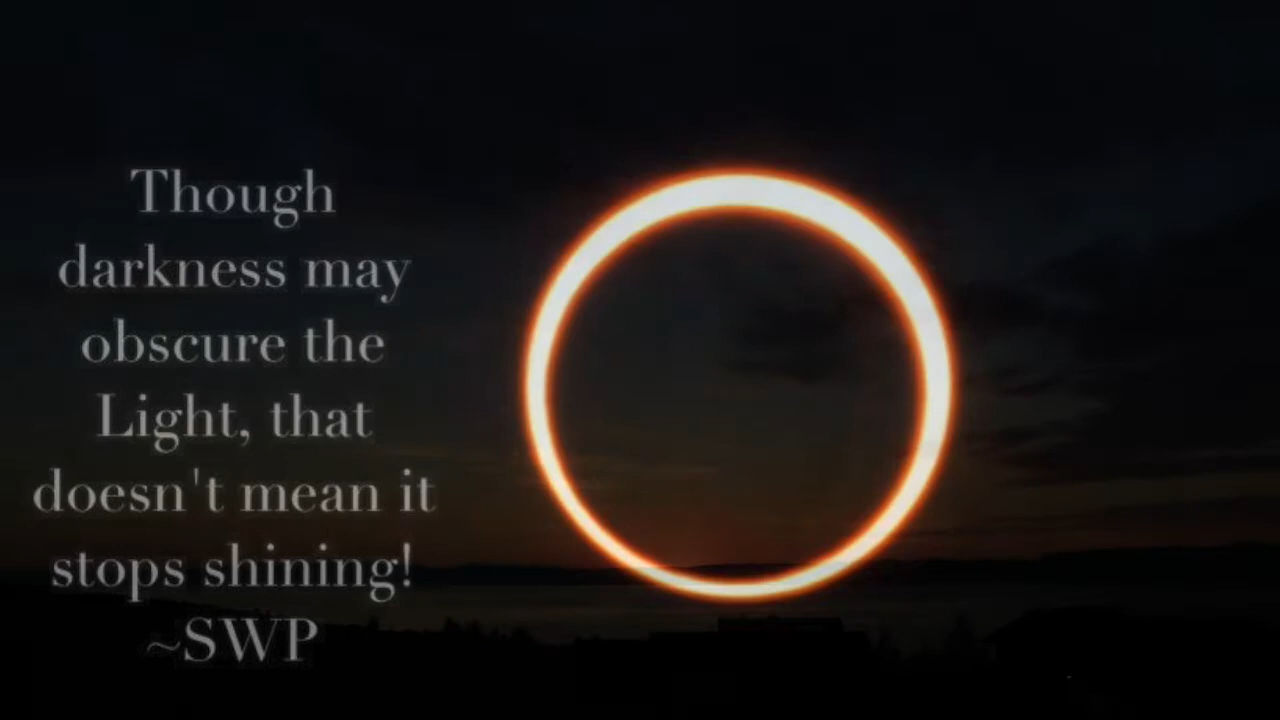 Though
darkness may
obscure the
Light, that
doesn't mean it
stops shining!
~SWP